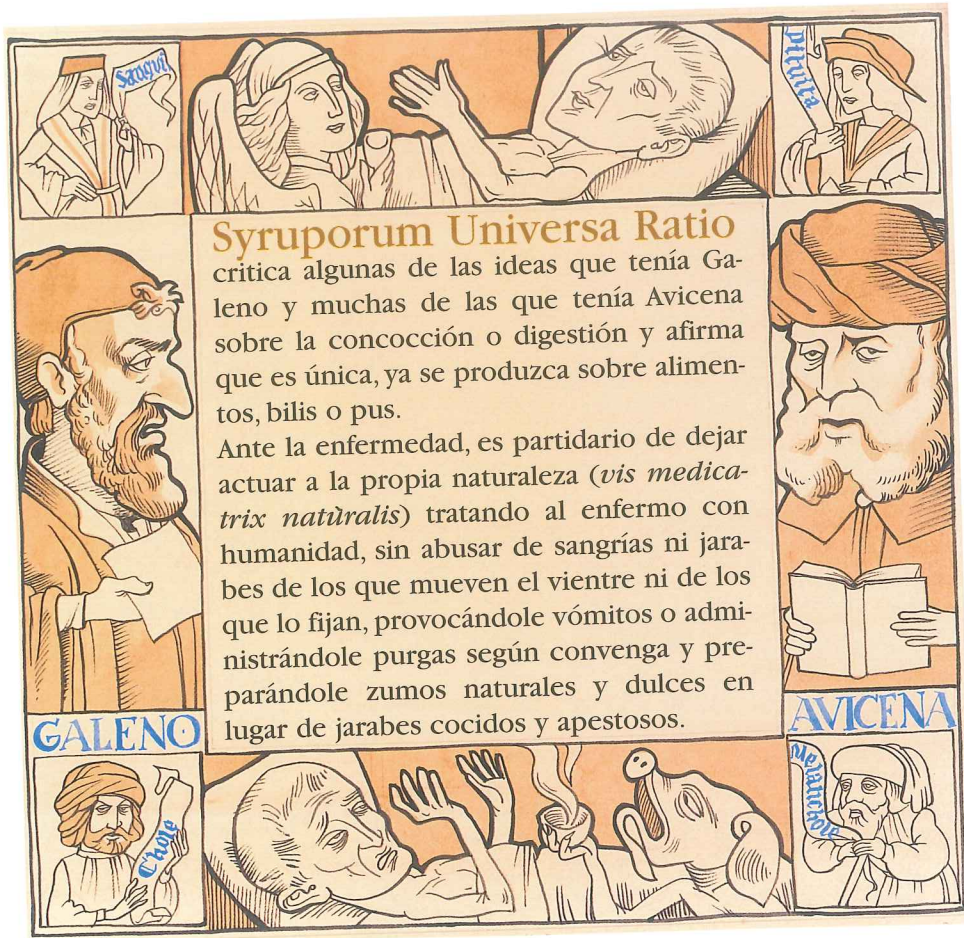 Sangui
Pituita
Syruporum Universa Ratio
critica algunas de las ideas que tenía Ga-
leno y muchas de las que tenía Avicena
sobre la concocción o digestión y afirma
que es única, ya se produzca sobre alimen-
tos, bilis o pus.
Ante la enfermedad, es partidario de dejar
actuar a la propia naturaleza (vis medica-
trix natùralis) tratando al enfermo con
humanidad, sin abusar de sangrías ni jara-
bes de los que mueven el vientre ni de los
que lo fijan, provocándole vómitos o admi-
nistrándole purgas según convenga y pre-
parándole zumos naturales y dulces en
lugar de jarabes cocidos y apestosos.
GALENO
AVICENA
Chole